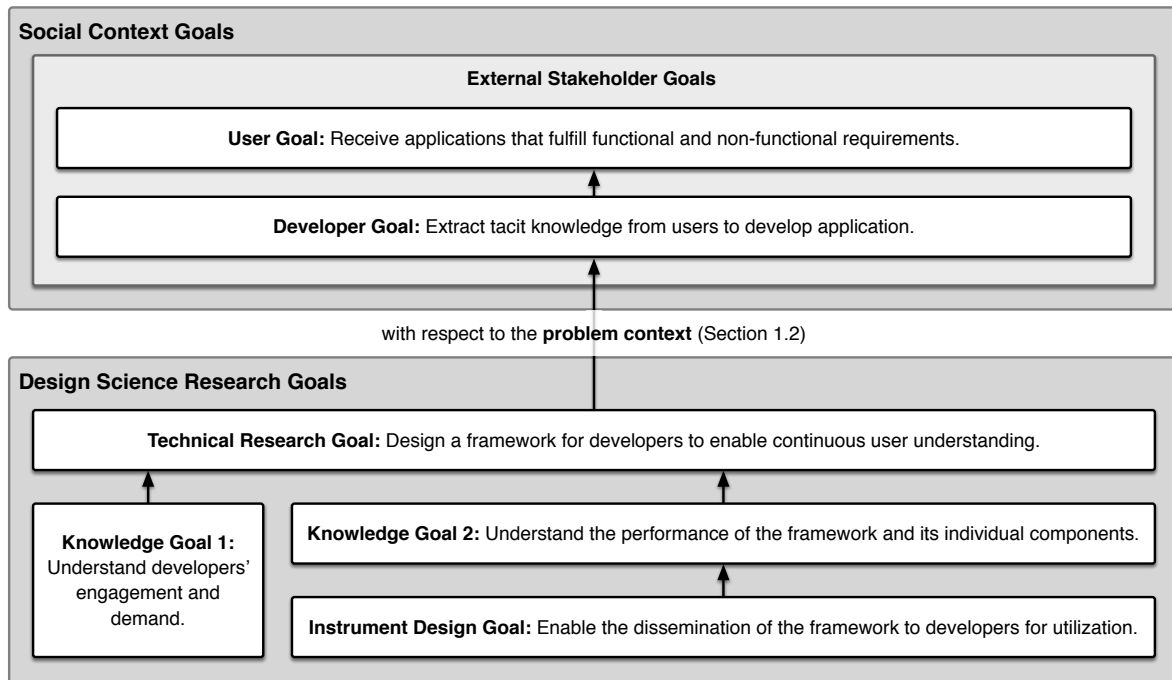 Social Context Goals
External Stakeholder Goals
User Goal: Receive applications that fulfill functional and non-functional requirements.
Developer Goal: Extract tacit knowledge from users to develop application.
with respect to the problem context (Section 1.2)
Design Science Research Goals
Technical Research Goal: Design a framework for developers to enable continuous user understanding.
Knowledge Goal 1:
Understand developers’
engagement and
demand.
Knowledge Goal 2: Understand the performance of the framework and its individual components.
Instrument Design Goal: Enable the dissemination of the framework to developers for utilization.